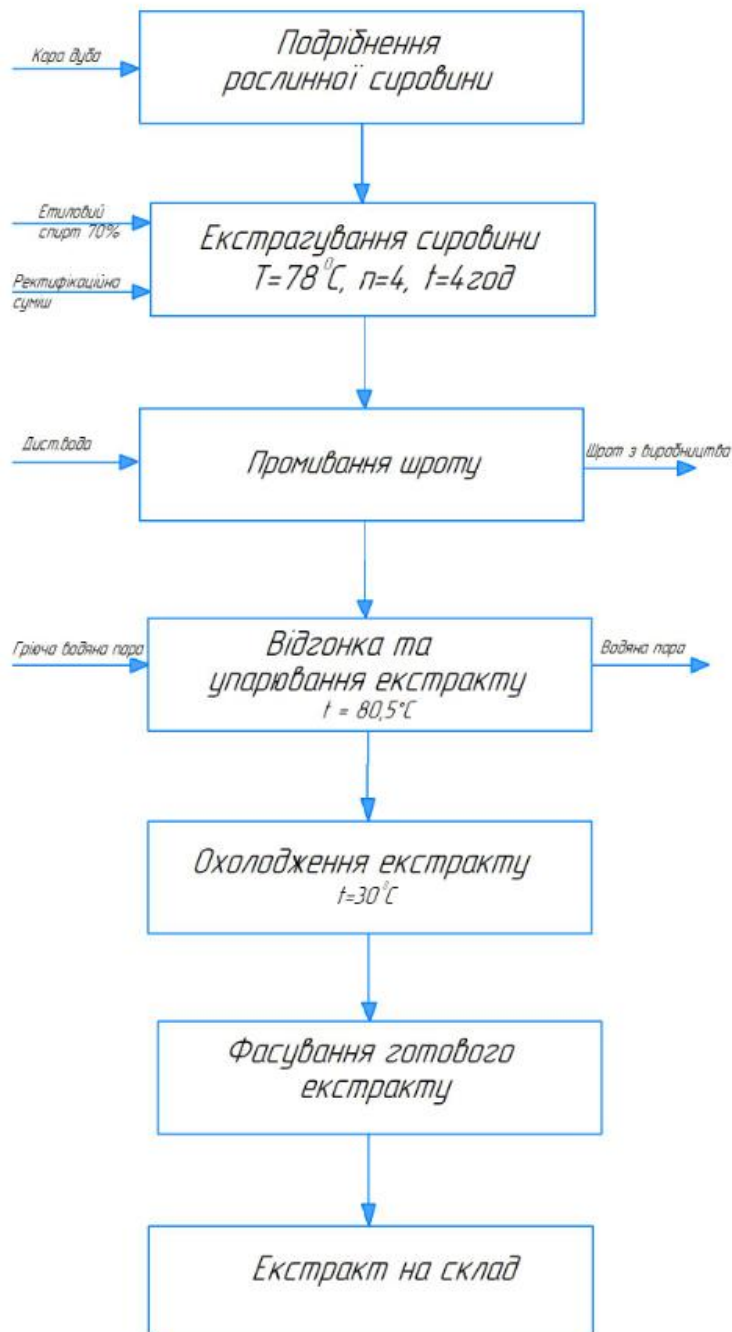 Кора дуба
Подрібнення
рослинної сировини
Етиловий
спирт 70%
Ректифікаційна
суміш
Екстрагування сировини
T=78°C, n=4, t=4год
Дист.вода
Промивання шроту
Шрот з виробництва
Гріюча водяна пара
Відгонка та
упарювання екстракту
t = 80,5°C
Водяна пара
Охолодження екстракту
t=30°C
Фасування готового
екстракту
Екстракт на склад